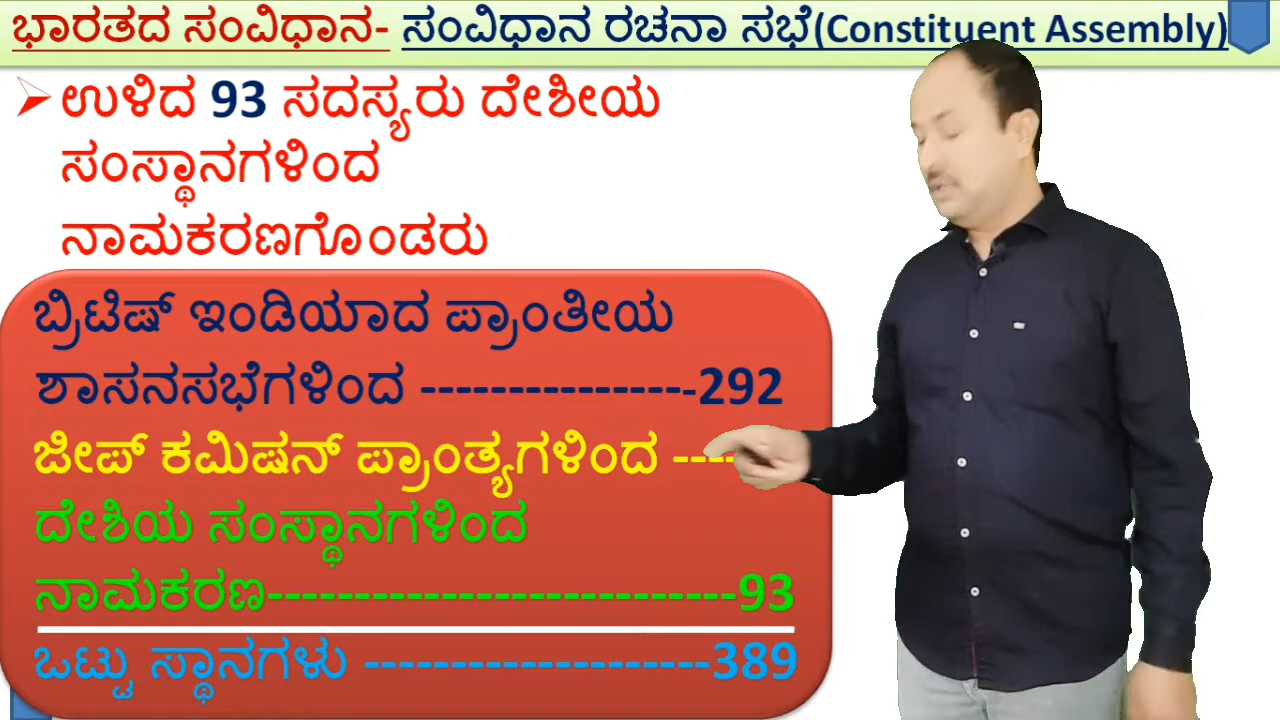 ಭಾರತದ ಸಂವಿಧಾನ- ಸಂವಿಧಾನ ರಚನಾ ಸಭೆ(Constituent Assembly)
ಉಳಿದ 93 ಸದಸ್ಯರು ದೇಶೀಯ
ಸಂಸ್ಥಾನಗಳಿಂದ
ನಾಮಕರಣಗೊಂಡರು
ಬ್ರಿಟಿಷ್ ಇಂಡಿಯಾದ ಪ್ರಾಂತೀಯ
ಶಾಸನಸಭೆಗಳಿಂದ ----------------292
ಜೀಫ್ ಕಮಿಷನ್ ಪ್ರಾಂತ್ಯಗಳಿಂದ ----
ದೇಶಿಯ ಸಂಸ್ಥಾನಗಳಿಂದ
ನಾಮಕರಣ---------------------------93
ಒಟ್ಟು ಸ್ಥಾನಗಳು ---------------------389